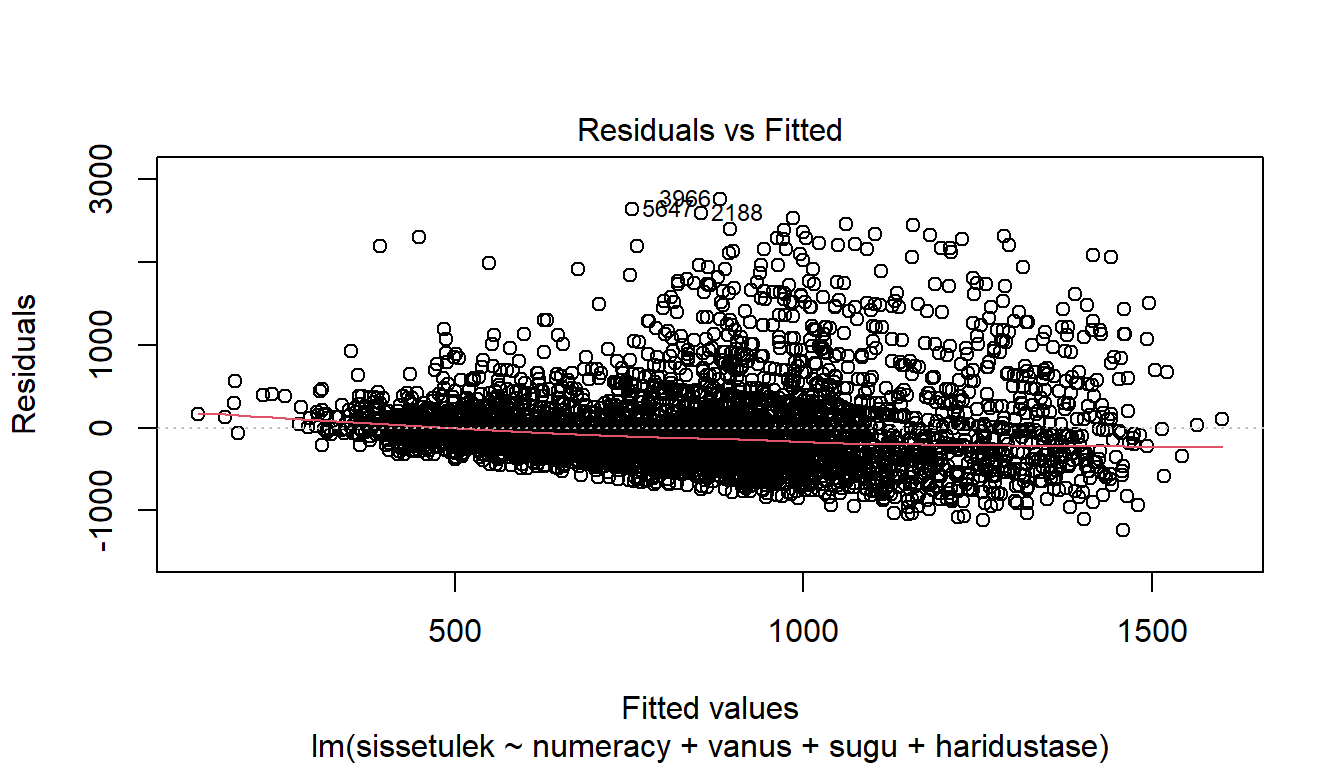 Residuals vs Fitted
3000
1000
0
-1000
Residuals
3966
5647
2188
500 1000 1500
Fitted values
lm(sissetulek ~ numeracy + vanus + sugu + haridustase)